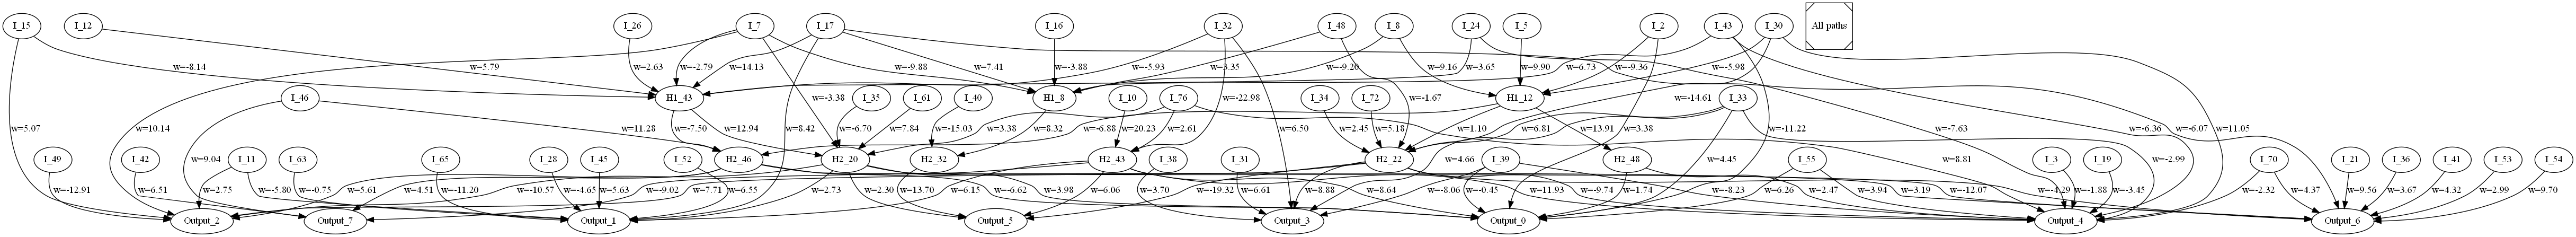 I_15
I_12
I_26
I_7
I_17
I_16
I_32
I_48
I_8
I_24
I_5
I_2
I_43
I_30
All paths
w=-8.14
w=5.79
w=2.63
w=-2.79
w=14.13
w=-9.88
w=7.41
w=-3.88
w=-5.93
w=3.35
w=-9.20
w=9.16
w=3.65
w=9.90
w=6.73
w=-9.36
w=-5.98
I_46
H1_43
I_35
I_61
I_40
H1_8
I_10
I_76
I_34
I_72
H1_12
I_33
w=-3.38
w=-22.98
w=-1.67
w=-14.61
w=5.07
w=10.14
w=11.28
w=-7.50
w=12.94
w=-6.70
w=7.84
w=8.42
w=3.38
w=-15.03
w=8.32
w=-6.88
w=20.23
w=2.61
w=6.50
w=2.45
w=5.18
w=1.10
w=13.91
w=3.38
w=6.81
w=-11.22
w=-7.63
w=-6.36
w=-6.07
w=11.05
I_49
I_42
I_11
I_63
I_65
I_28
I_45
I_52
H2_46
H2_20
H2_32
H2_43
I_38
I_31
H2_22
I_39
H2_48
I_55
I_3
I_19
I_70
I_21
I_36
I_41
I_53
I_54
w=9.04
w=4.66
w=4.45
w=8.81
w=-2.99
w=-12.91
w=6.51
w=2.75
w=-5.80
w=-0.75
w=5.61
w=-11.20
w=4.51
w=-10.57
w=-4.65
w=5.63
w=-9.02
w=7.71
w=6.55
w=2.73
w=2.30
w=13.70
w=6.15
w=-6.62
w=3.98
w=6.06
w=3.70
w=-19.32
w=6.61
w=8.88
w=8.64
w=-8.06
w=-0.45
w=11.93
w=-9.74
w=1.74
w=-8.23
w=6.26
w=2.47
w=3.94
w=3.19
w=-1.88
w=-12.07
w=-3.45
w=-2.32
w=4.37
w=9.56
w=3.67
w=4.32
w=2.99
w=9.70
Output_2
Output_7
Output_1
Output_5
Output_3
Output_0
Output_4
Output_6